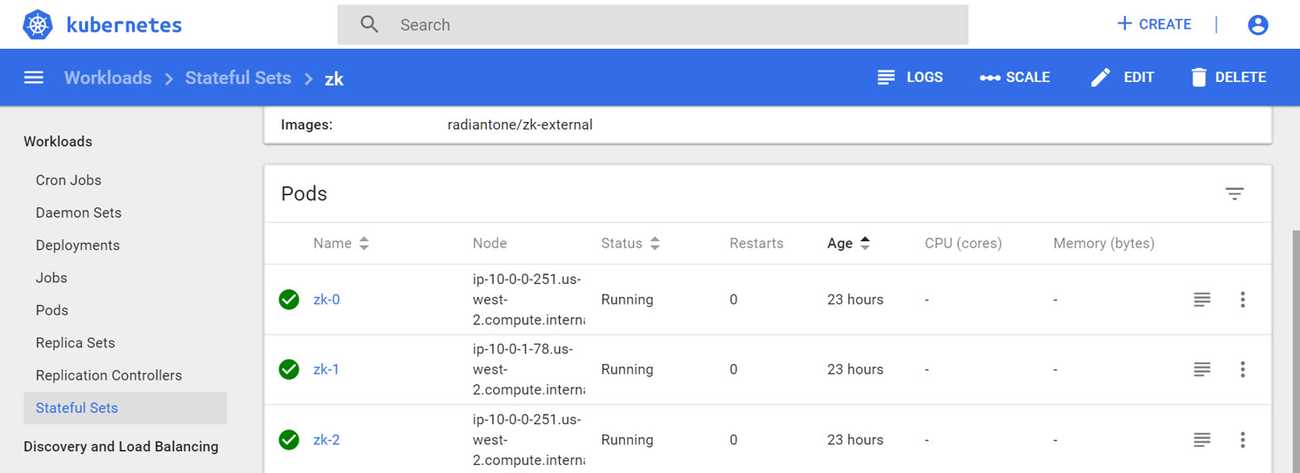 kubernetes
Search
CREATE
Workloads
Stateful Sets
zk
LOGS
SCALE
EDIT
DELETE
Images:
radiantone/zk-external
Workloads
Cron Jobs
Daemon Sets
Deployments
Jobs
Pods
Replica Sets
Replication Controllers
Stateful Sets
Discovery and Load Balancing
Pods
Name
Node
Status
Restarts
Age
CPU (cores)
Memory (bytes)
zk-0
ip-10-0-0-251.us-
west-
2.compute.interna
Running
0
23 hours
-
-
zk-1
ip-10-0-1-78.us-
west-
2.compute.interna
Running
0
23 hours
-
-
zk-2
ip-10-0-0-251.us-
west-
2.compute.interna
Running
0
23 hours
-
-